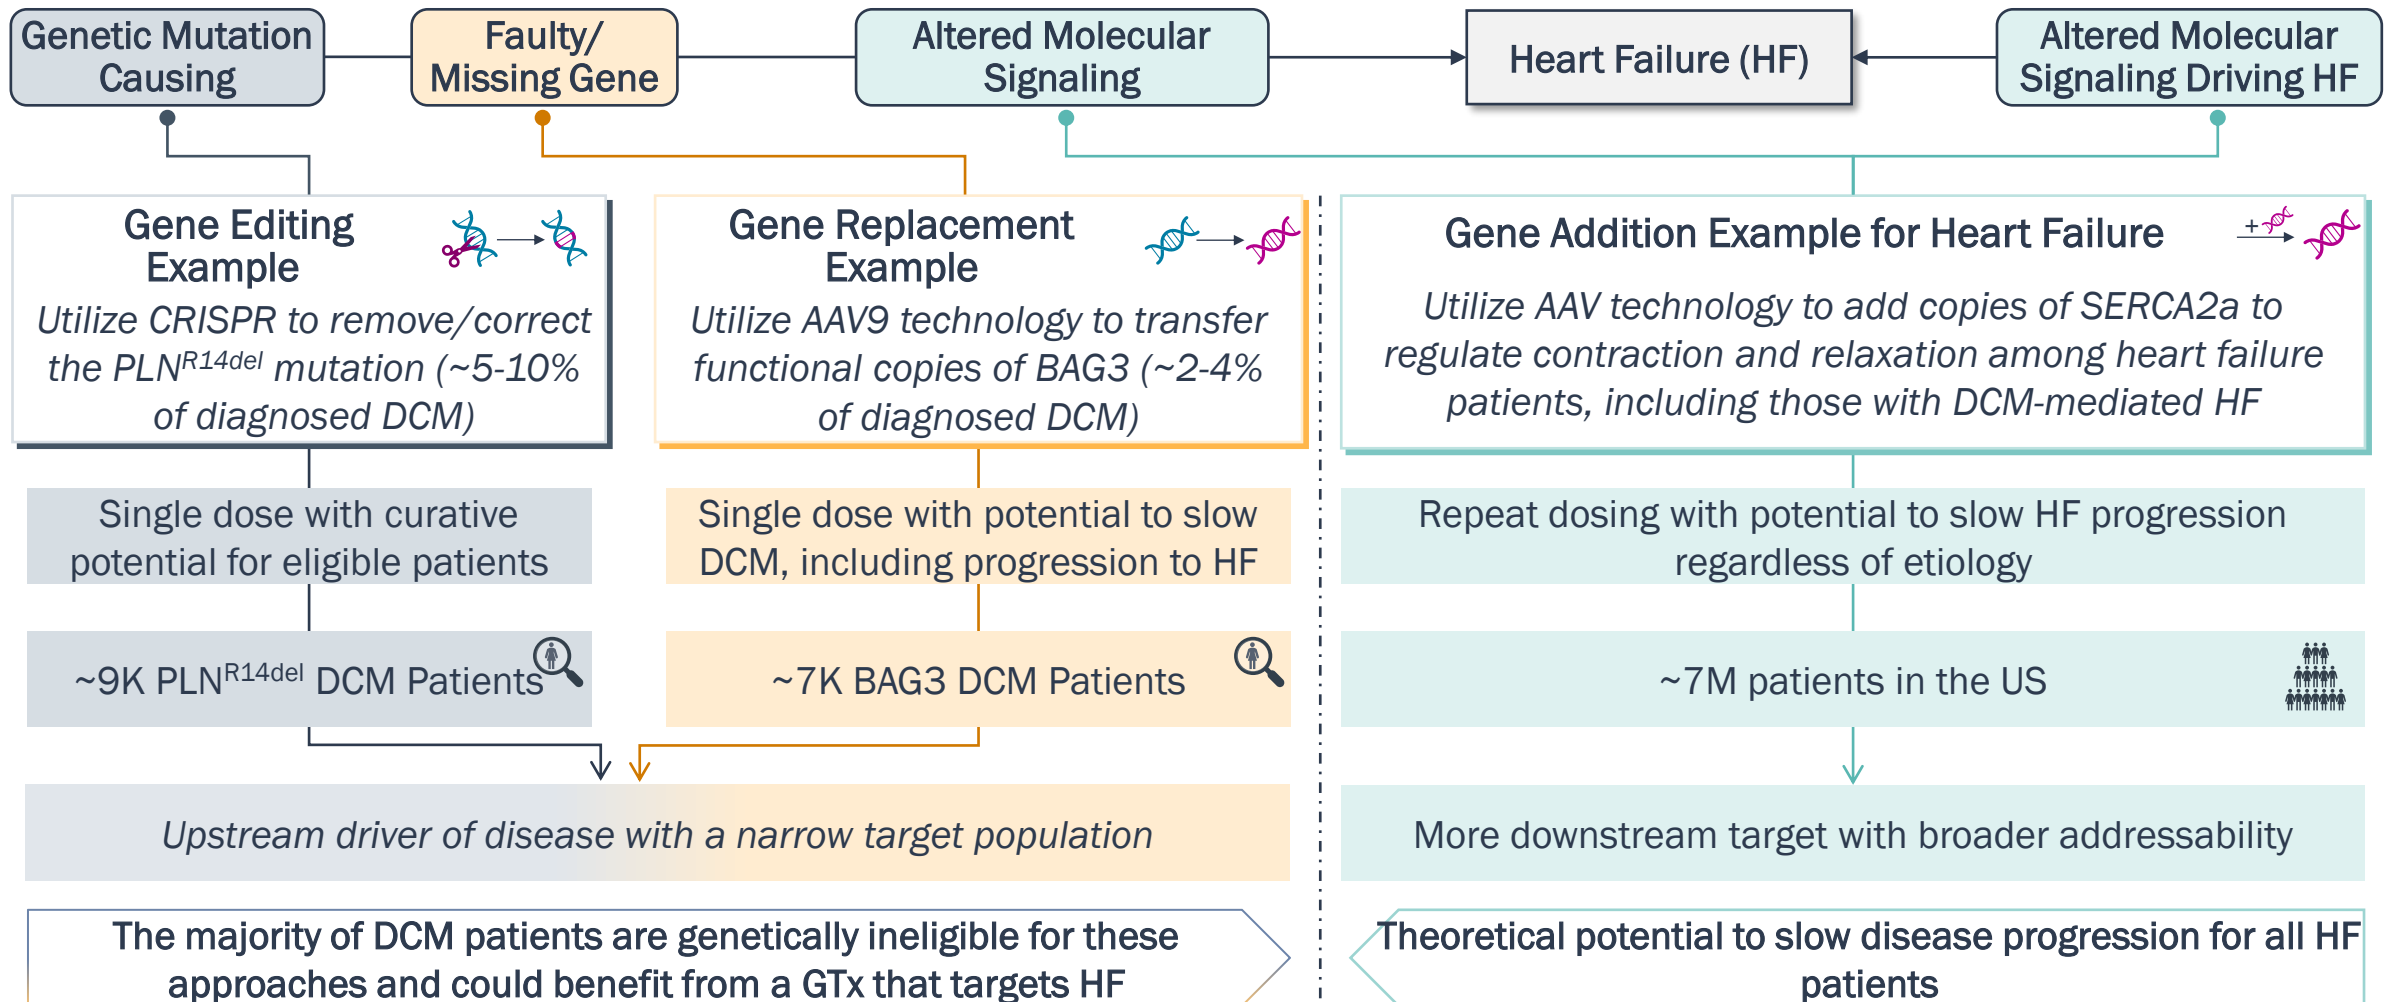 Genetic Mutation
Causing
Faulty/
Missing Gene
Altered Molecular
Signaling
Heart Failure (HF)
Altered Molecular
Signaling Driving HF
Gene Editing
Example
Utilize CRISPR to remove/correct
the PLN^R14del mutation (~5-10%
of diagnosed DCM)
Gene Replacement
Example
Utilize AAV9 technology to transfer
functional copies of BAG3 (~2-4%
of diagnosed DCM)
Gene Addition Example for Heart Failure
+
Utilize AAV technology to add copies of SERCA2a to
regulate contraction and relaxation among heart failure
patients, including those with DCM-mediated HF
Single dose with curative
potential for eligible patients
Single dose with potential to slow
DCM, including progression to HF
Repeat dosing with potential to slow HF progression
regardless of etiology
~9K PLN^R14del DCM Patients
~7K BAG3 DCM Patients
~7M patients in the US
Upstream driver of disease with a narrow target population
More downstream target with broader addressability
The majority of DCM patients are genetically ineligible for these
approaches and could benefit from a GTx that targets HF
Theoretical potential to slow disease progression for all HF
patients